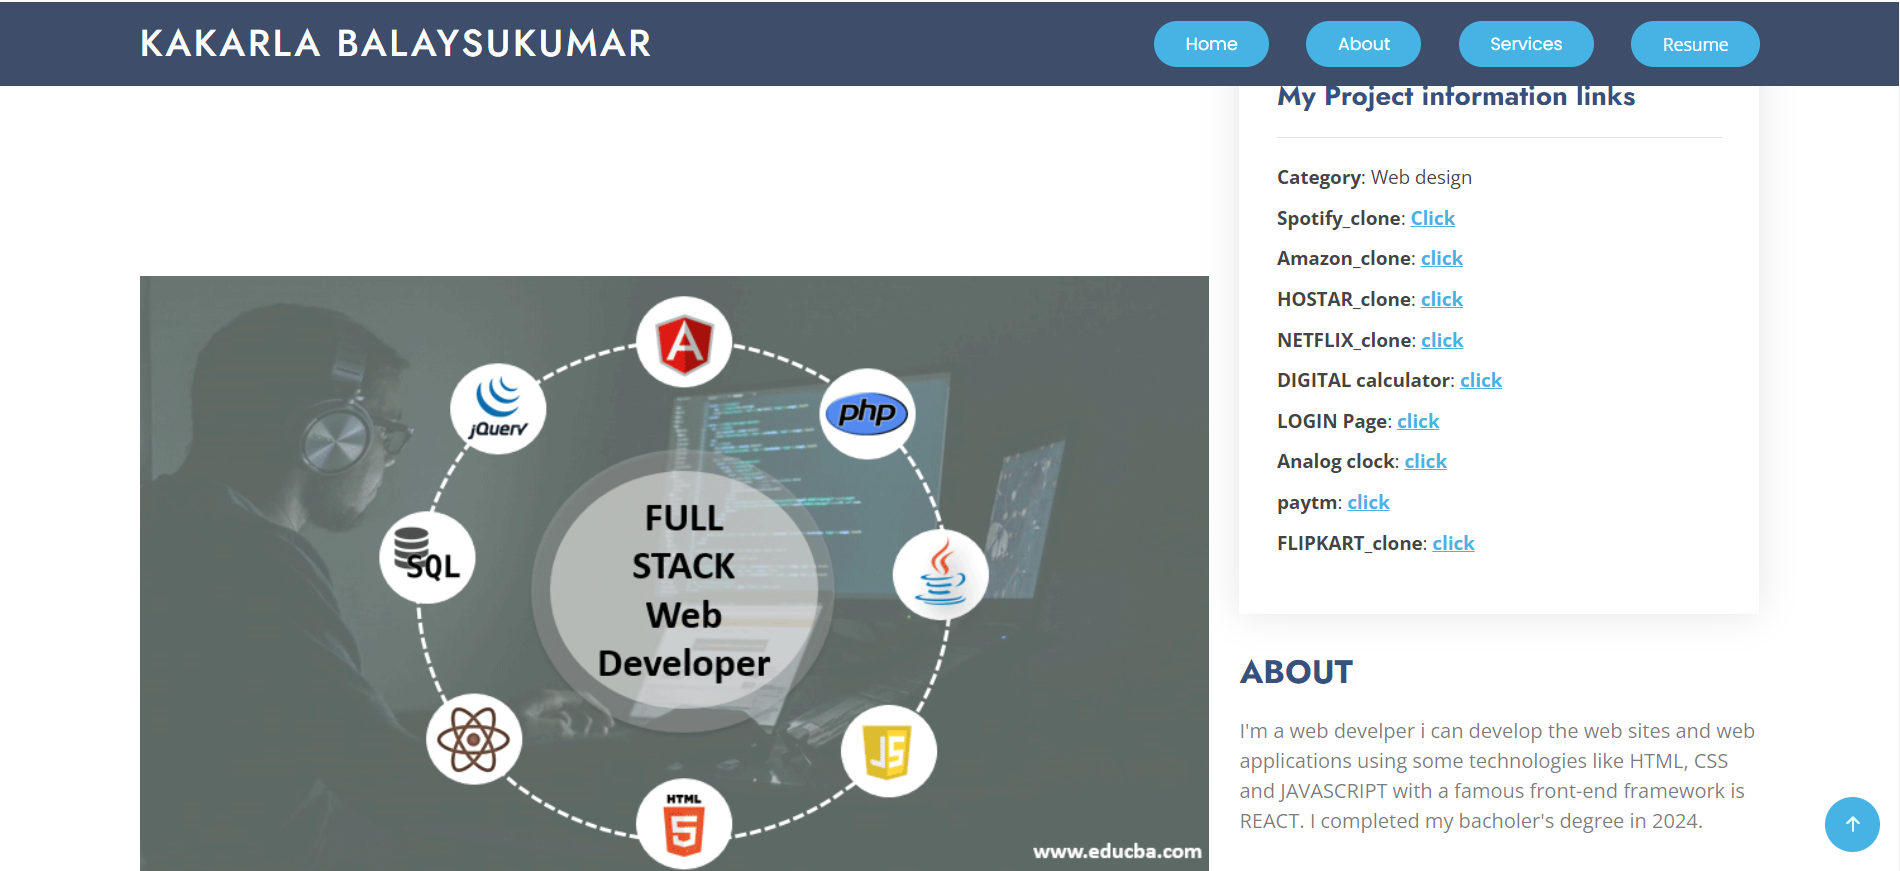 KAKARLA BALAYSUKUMAR
Home
About
Services
Resume
My Project information links
Category: Web design
Spotify_clone: Click
Amazon_clone: click
HOSTAR_clone: click
NETFLIX_clone: click
DIGITAL calculator: click
LOGIN Page: click
Analog clock: click
paytm: click
FLIPKART_clone: click
jQuery
php
SQL
FULL
STACK
Web
Developer
JS
HTML
5
www.educba.com
ABOUT
I'm a web develper i can develop the web sites and web
applications using some technologies like HTML, CSS
and JAVASCRIPT with a famous front-end framework is
REACT. I completed my bacholer's degree in 2024.